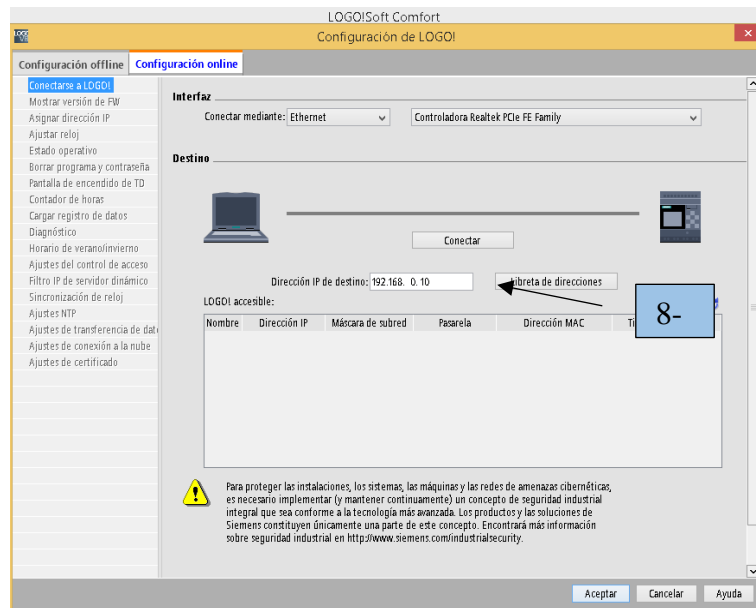 LOGO!Soft Comfort
Configuración de LOGO!
Configuración offline
Configuración online
Conectarse a LOGO!
Mostrar versión de FW
Asignar dirección IP
Ajustar reloj
Estado operativo
Borrar programa y contraseña
Pantalla de encendido de TD
Contador de horas
Cargar registro de datos
Diagnóstico
Horario de verano/invierno
Ajustes del control de acceso
Filtro IP de servidor dinámico
Sincronización de reloj
Ajustes NTP
Ajustes de transferencia de dato
Ajustes de conexión a la nube
Ajustes de certificado
Interfaz
Conectar mediante: Ethernet Controladora Realtek PCIe FE Family
Destino
Conectar
Dirección IP de destino: 192.168. 0. 10 Libreta de direcciones
8-
LOGO! accesible:
Nombre Dirección IP Máscara de subred Pasarela Dirección MAC
Para proteger las instalaciones, los sistemas, las máquinas y las redes de amenazas cibernéticas,
es necesario implementar (y mantener continuamente) un concepto de seguridad industrial
integral que sea conforme a la tecnología más avanzada. Los productos y las soluciones de
Siemens constituyen únicamente una parte de este concepto. Encontrará más información
sobre seguridad industrial en http://www.siemens.com/industrialsecurity.
Aceptar Cancelar Ayuda